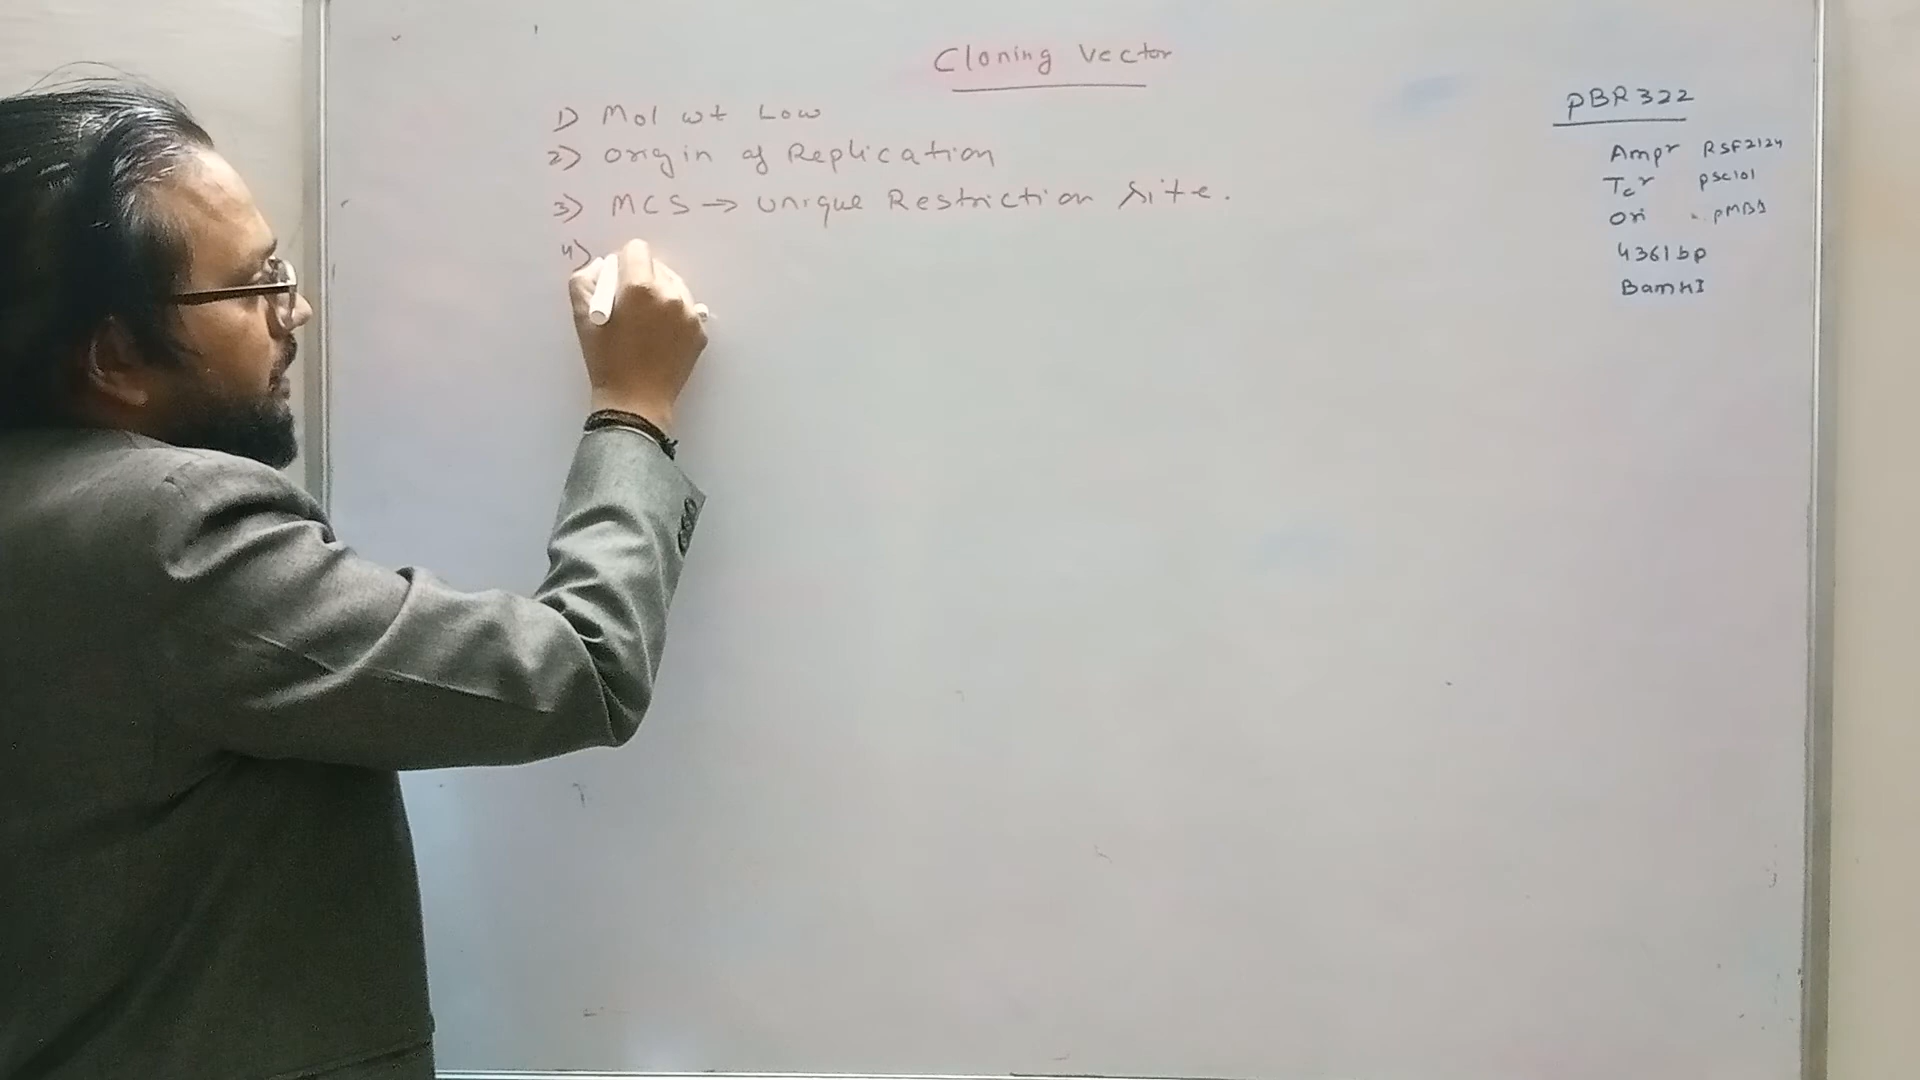 Cloning Vector
1) Mol wt Low
2) Origin of Replication
3) MCS → Unique Restriction Site.
4)
pBR322
Ampr RSF2124
Tcr pSC101
Ori pMB1
4361bp
BamHI